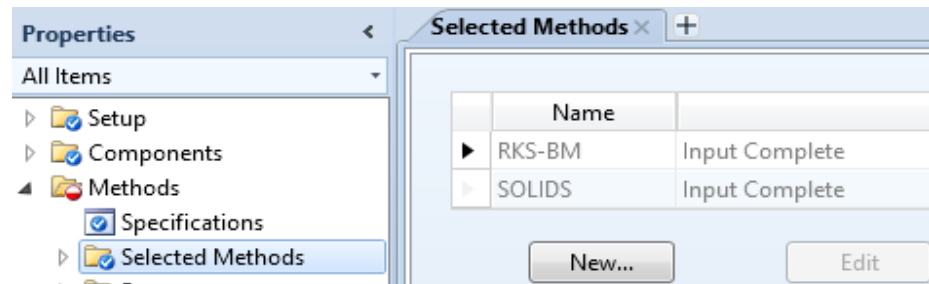 Properties
All Items
Setup
Components
Methods
Specifications
Selected Methods
Selected Methods
Name
RKS-BM Input Complete
SOLIDS Input Complete
New... Edit